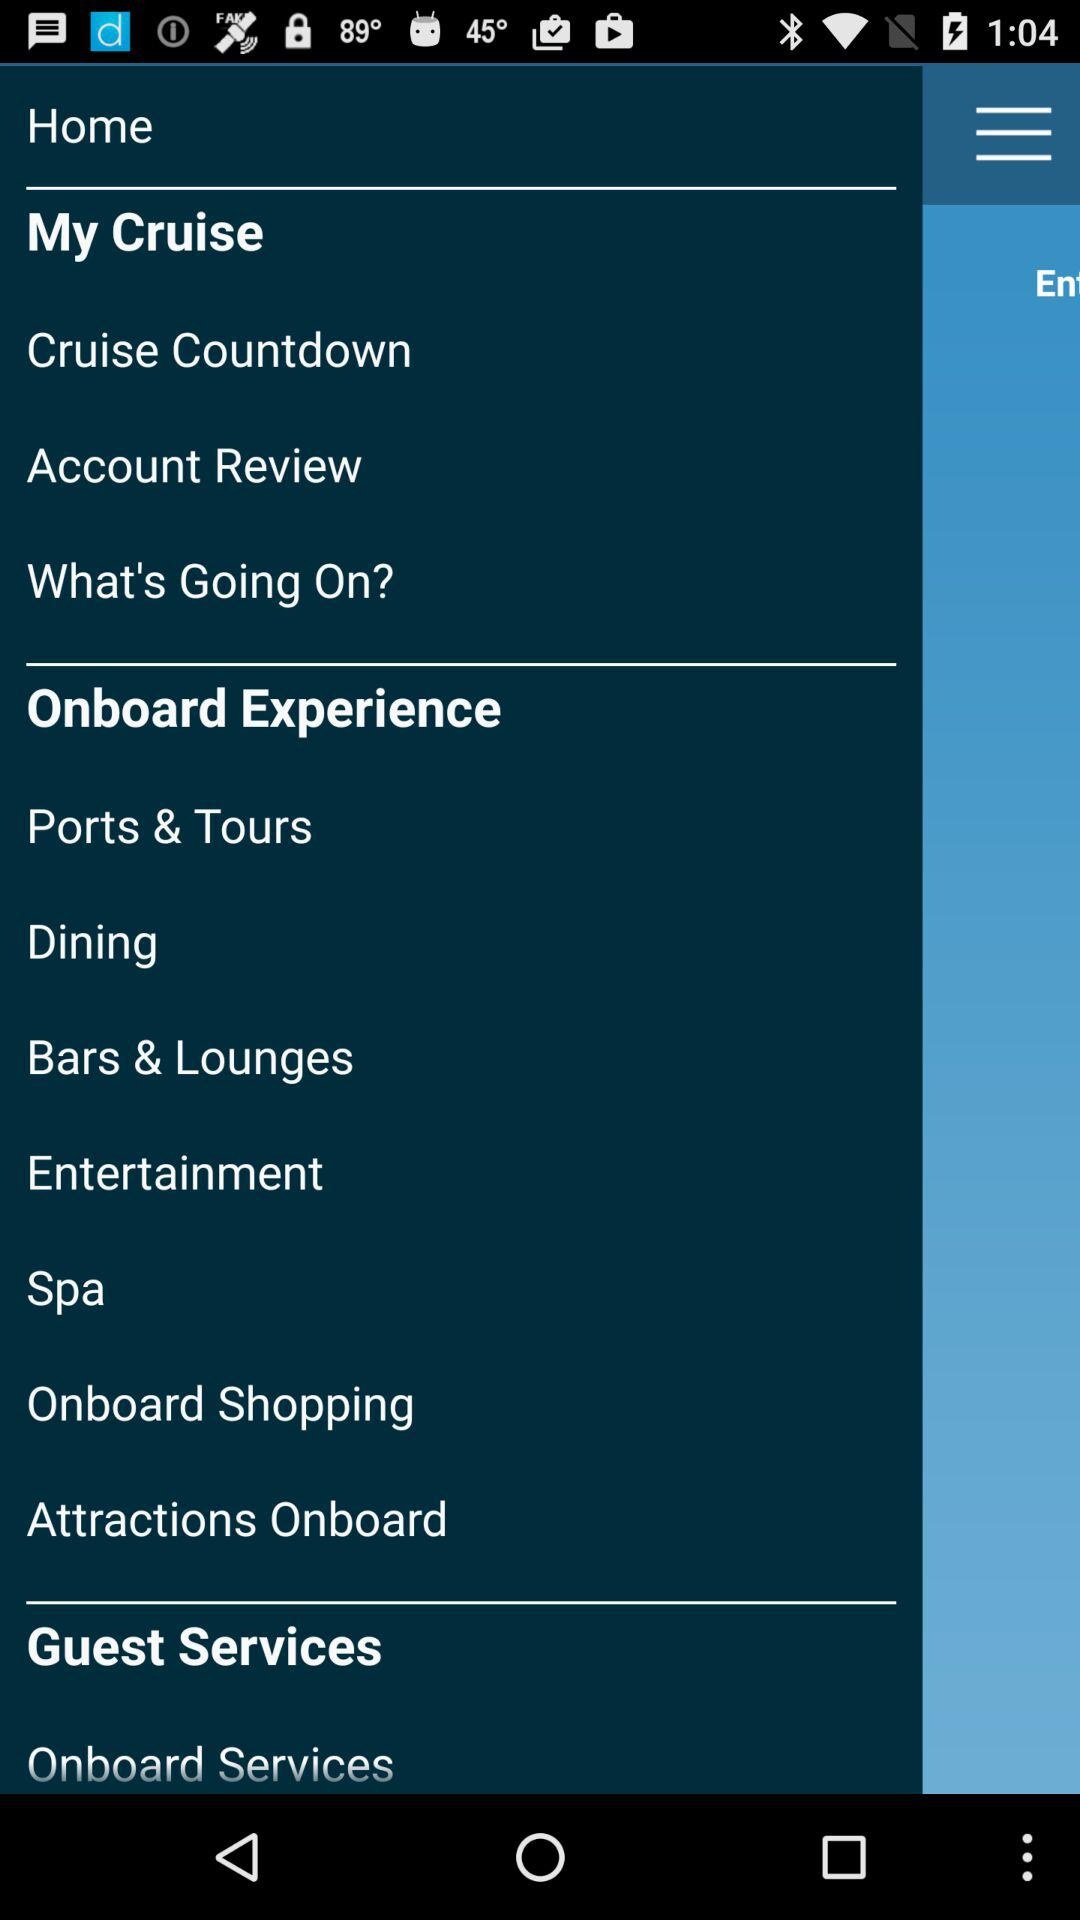 FAKE 89° 45° 1:04
Home
My Cruise
Ent
Cruise Countdown
Account Review
What's Going On?
Onboard Experience
Ports & Tours
Dining
Bars & Lounges
Entertainment
Spa
Onboard Shopping
Attractions Onboard
Guest Services
Onboard Services